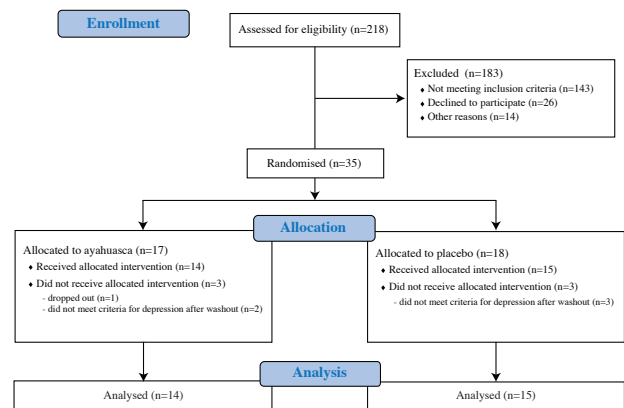 Enrollment
Assessed for eligibility (n=218)
Excluded (n=183)
♦ Not meeting inclusion criteria (n=143)
♦ Declined to participate (n=26)
♦ Other reasons (n=14)
Randomised (n=35)
Allocation
Allocated to ayahuasca (n=17)
♦ Received allocated intervention (n=14)
♦ Did not receive allocated intervention (n=3)
- dropped out (n=1)
- did not meet criteria for depression after washout (n=2)
Allocated to placebo (n=18)
♦ Received allocated intervention (n=15)
♦ Did not receive allocated intervention (n=3)
- did not meet criteria for depression after washout (n=3)
Analysis
Analysed (n=14)
Analysed (n=15)